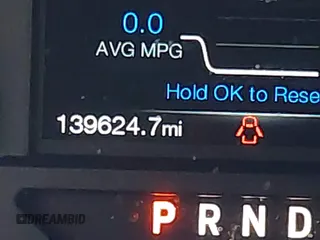 0.0
AVG MPG
Hold OK to Rese
139624.7mi
P R N D
DREAMBID